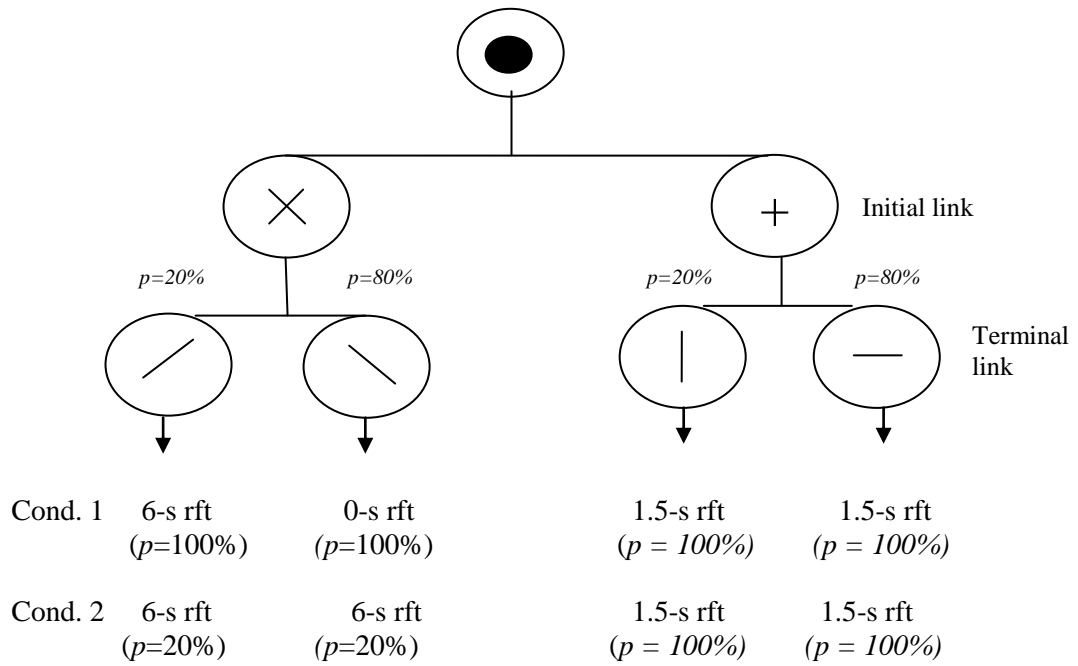 Initial link
p=20% p=80% p=20% p=80%
Terminal
link
Cond. 1 6-s rft 0-s rft 1.5-s rft 1.5-s rft
(p=100%) (p=100%) (p = 100%) (p = 100%)
Cond. 2 6-s rft 6-s rft 1.5-s rft 1.5-s rft
(p=20%) (p=20%) (p = 100%) (p = 100%)